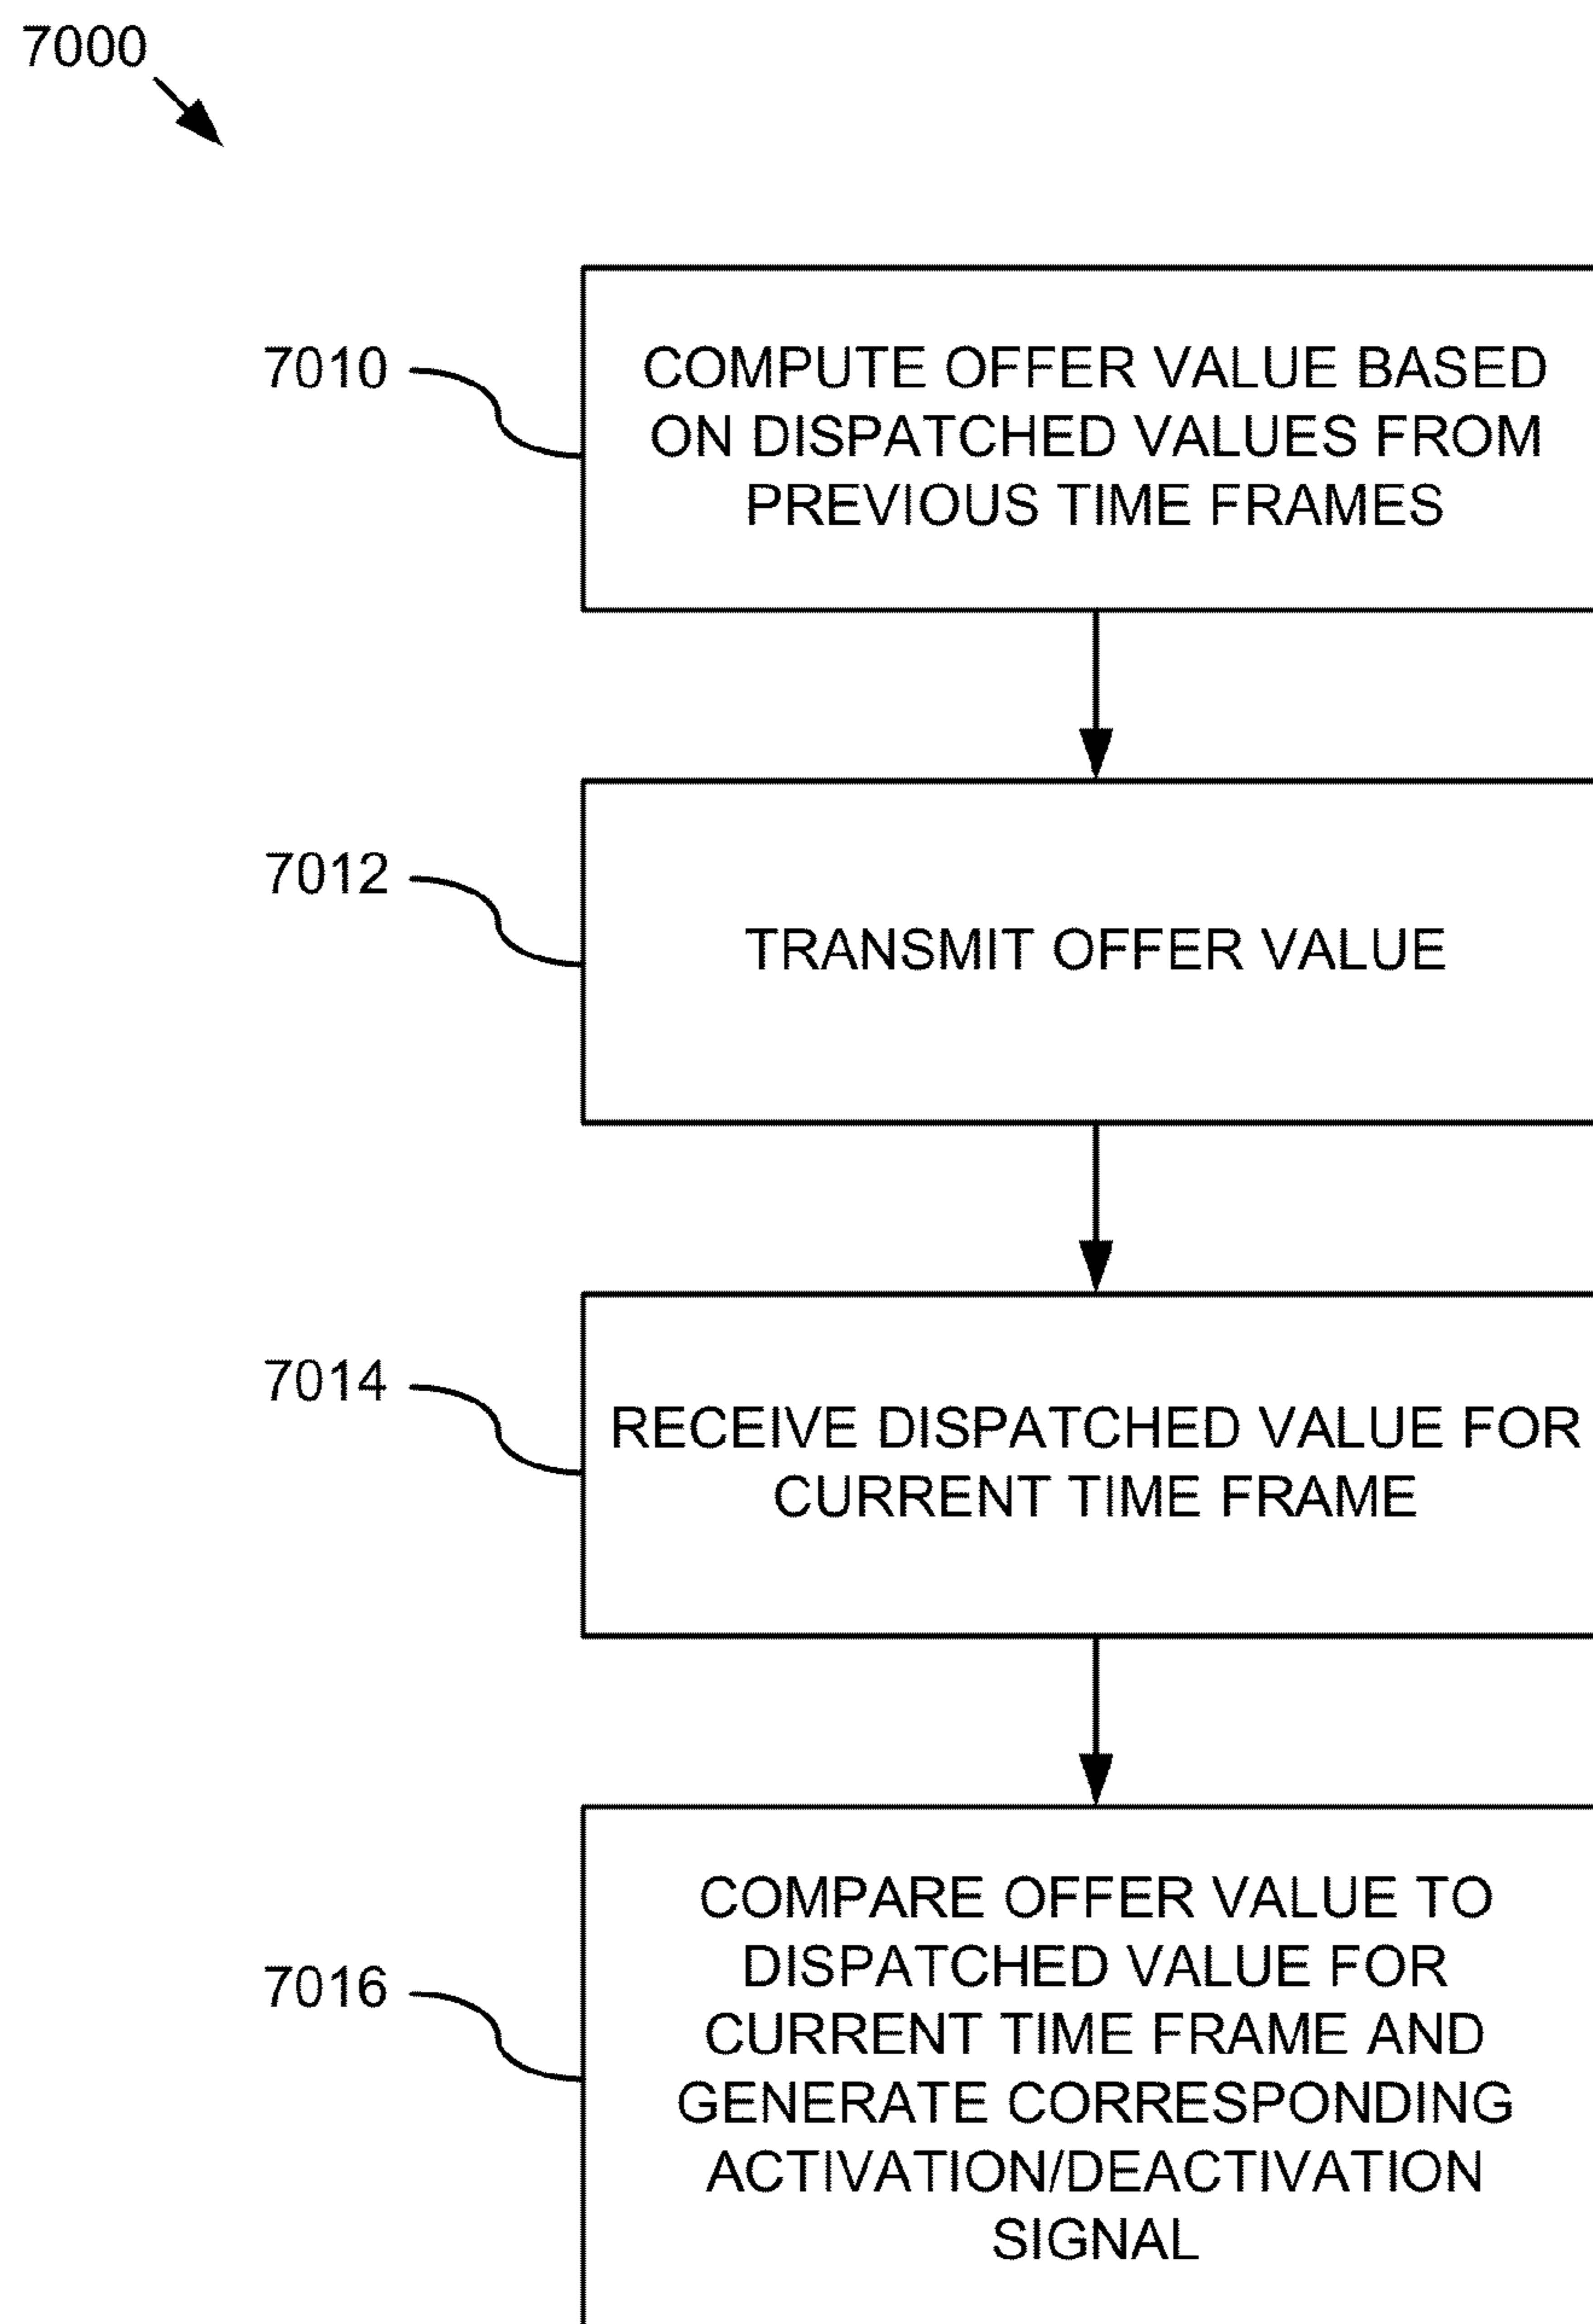 7000
7010
COMPUTE OFFER VALUE BASED
ON DISPATCHED VALUES FROM
PREVIOUS TIME FRAMES
7012
TRANSMIT OFFER VALUE
7014
RECEIVE DISPATCHED VALUE FOR
CURRENT TIME FRAME
7016
COMPARE OFFER VALUE TO
DISPATCHED VALUE FOR
CURRENT TIME FRAME AND
GENERATE CORRESPONDING
ACTIVATION/DEACTIVATION
SIGNAL